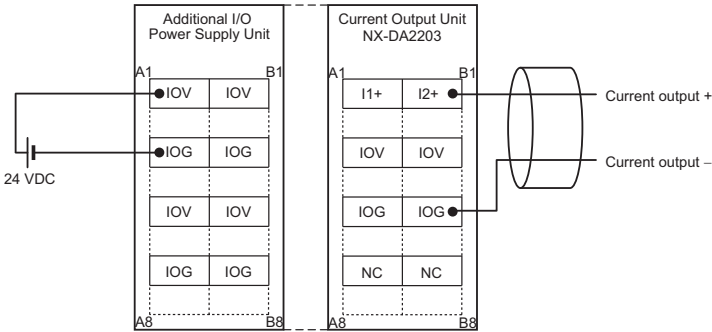 Additional I/O
Power Supply Unit
Current Output Unit
NX-DA2203
A1 B1 A1 B1
IOV IOV I1+ I2+ Current output +
IOG IOG IOV IOV Current output −
24 VDC
IOV IOV IOG IOG
IOG IOG NC NC
A8 B8 A8 B8